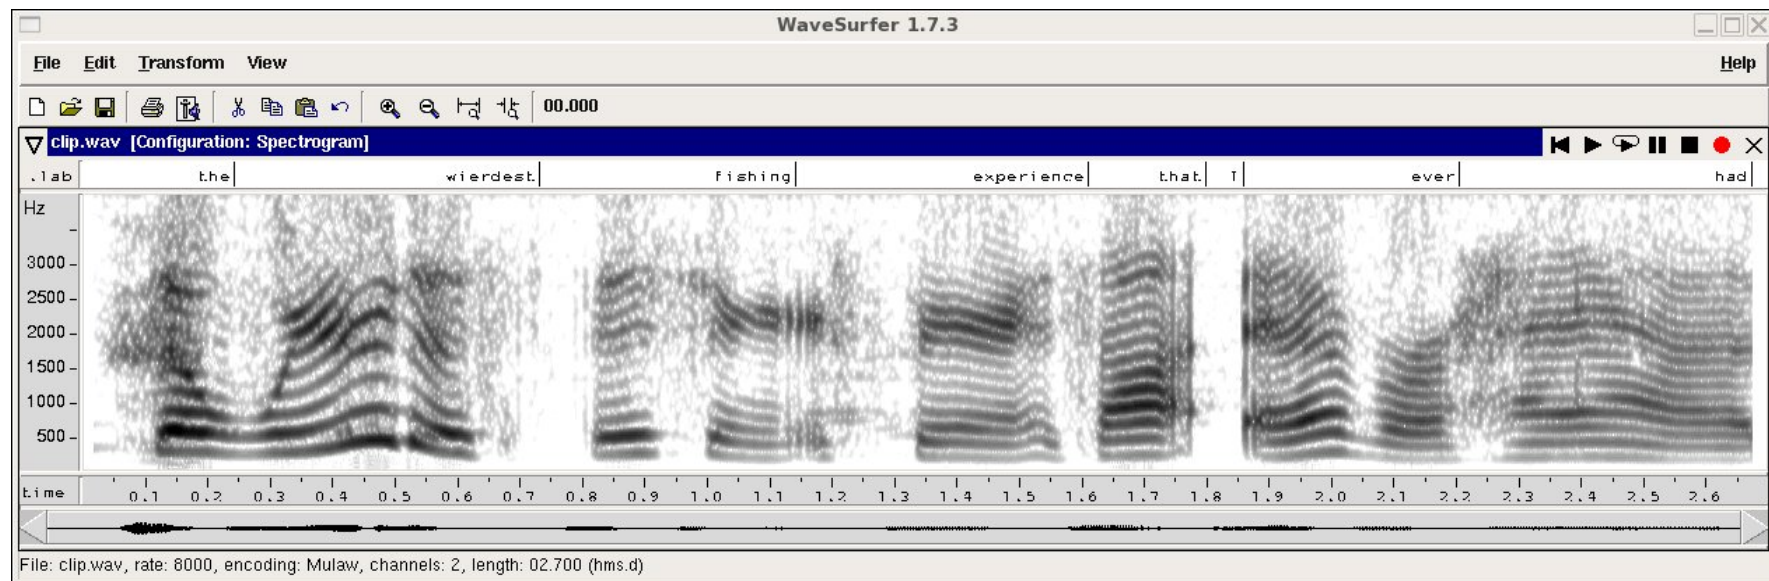 WaveSurfer 1.7.3
File Edit Transform View Help
00.000
clip.wav [Configuration: Spectrogram]
.lab the wierdest fishing experience that I ever had
Hz
3000
2500
2000
1500
1000
500
time 0.1 0.2 0.3 0.4 0.5 0.6 0.7 0.8 0.9 1.0 1.1 1.2 1.3 1.4 1.5 1.6 1.7 1.8 1.9 2.0 2.1 2.2 2.3 2.4 2.5 2.6
File: clip.wav, rate: 8000, encoding: Mulaw, channels: 2, length: 02.700 (hms.d)